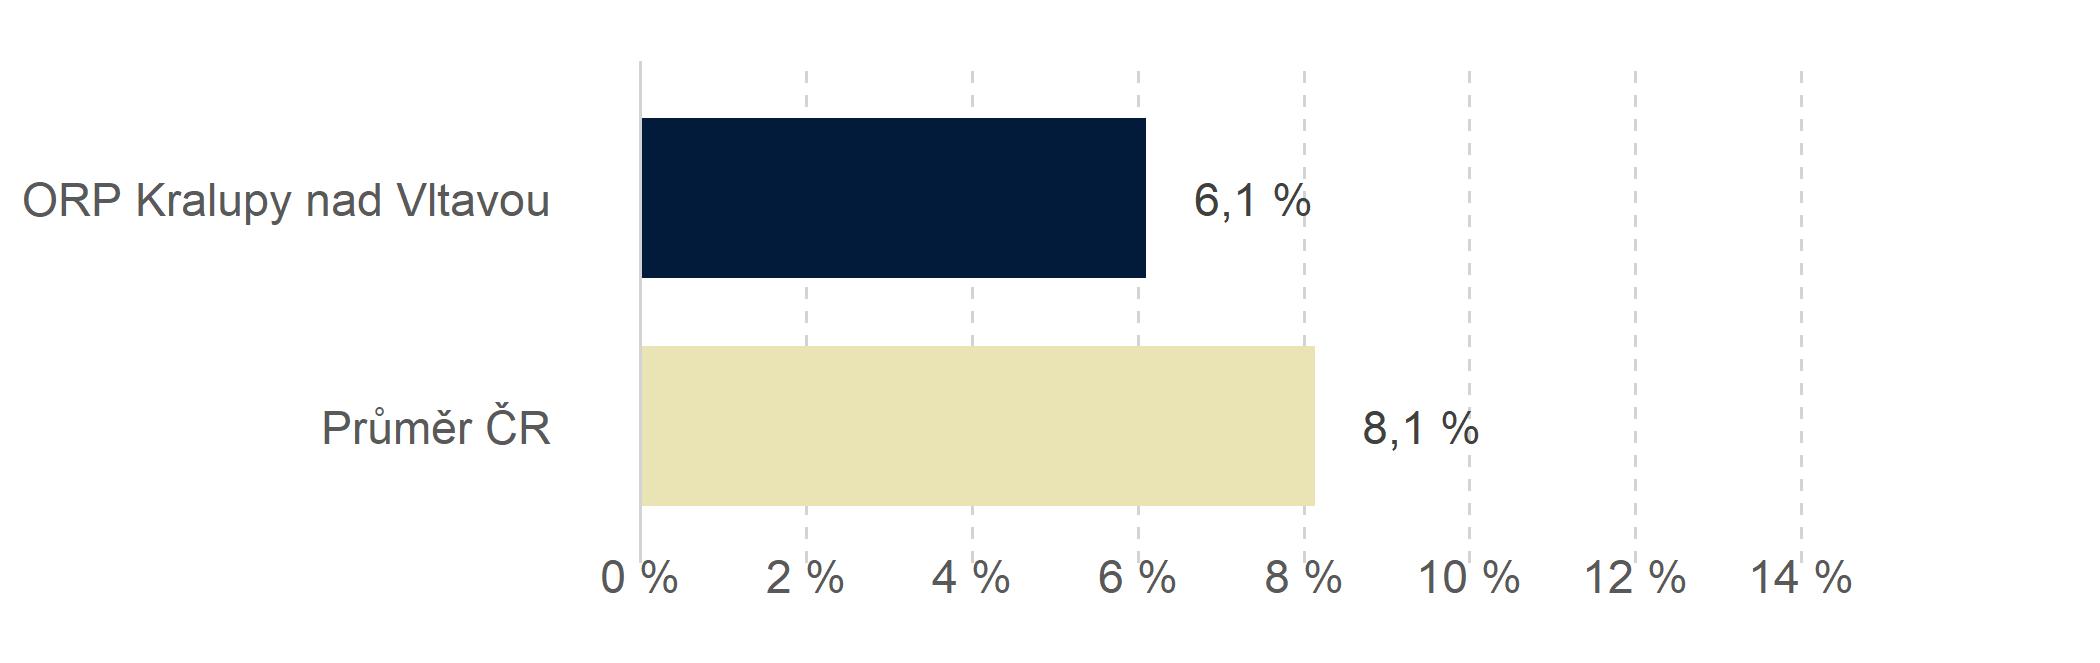 ORP Kralupy nad Vltavou
6,1 %
Průměr ČR
8,1 %
0 % 2 % 4 % 6 % 8 % 10 % 12 % 14 %